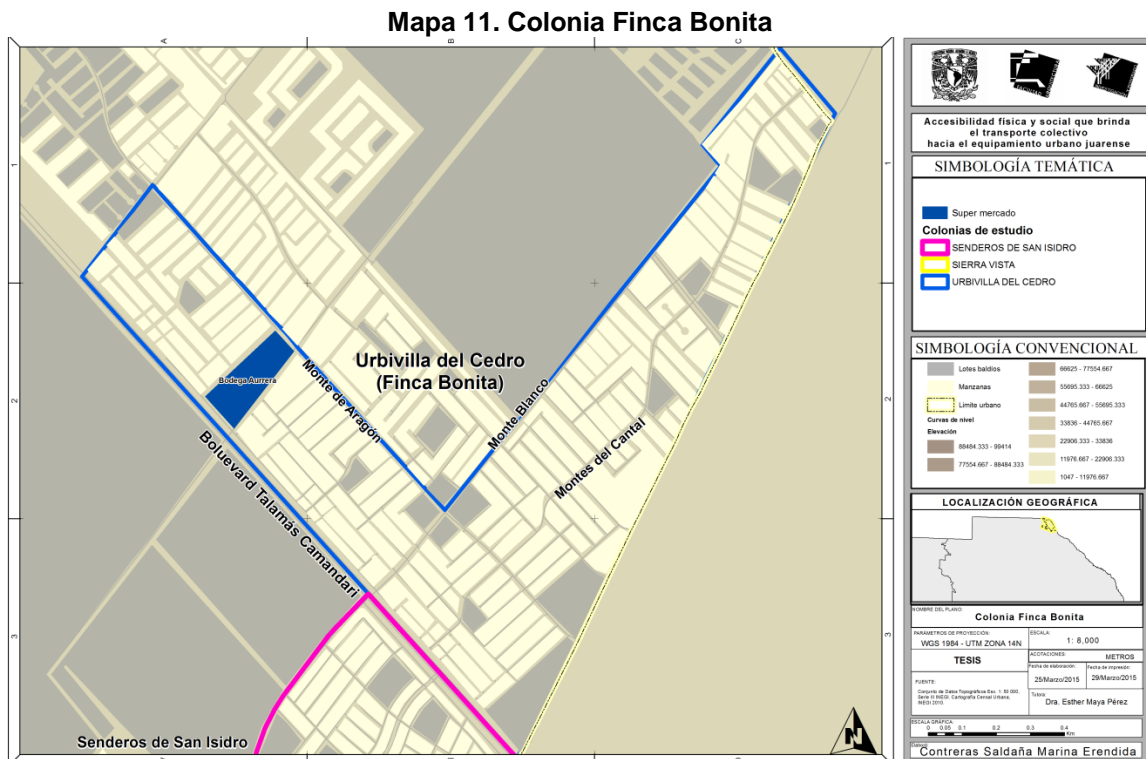 Mapa 11. Colonia Finca Bonita
A
B
C
1
1
2
2
3
3
Urbivilla del Cedro
(Finca Bonita)
Bodega Aurrera
Monte de Aragón
Monte Blanco
Montes del Cantal
Boluevard Talamás Camandari
Senderos de San Isidro
Accesibilidad física y social que brinda
el transporte colectivo
hacia el equipamiento urbano juarense
SIMBOLOGÍA TEMÁTICA
Super mercado
Colonias de estudio
SENDEROS DE SAN ISIDRO
SIERRA VISTA
URBIVILLA DEL CEDRO
SIMBOLOGÍA CONVENCIONAL
Lotes baldíos
Manzanas
Limite urbano
Curvas de nivel
Elevación
88484.333 - 99414
77554.667 - 88484.333
66625 - 77554.667
55695.333 - 66625
44765.667 - 55695.333
33836 - 44765.667
22906.333 - 33836
11976.667 - 22906.333
1047 - 11976.667
LOCALIZACIÓN GEOGRÁFICA
NOMBRE DEL PLANO:
Colonia Finca Bonita
PARÁMETROS DE PROYECCIÓN:
WGS 1984 - UTM ZONA 14N
ESCALA:
1: 8,000
TESIS
ACOTACIONES:
METROS
Fecha de elaboración:
25/Marzo/2015
Fecha de impresión:
29/Marzo/2015
FUENTE:
Conjunto de Datos Topográficos Esc. 1: 50 000,
Serie III INEGI. Cartografía Censal Urbana,
INEGI 2010.
Tutora:
Dra. Esther Maya Pérez
ESCALA GRÁFICA:
0 0.05 0.1 0.2 0.3 0.4
Km
Contreras Saldaña Marina Erendida
N